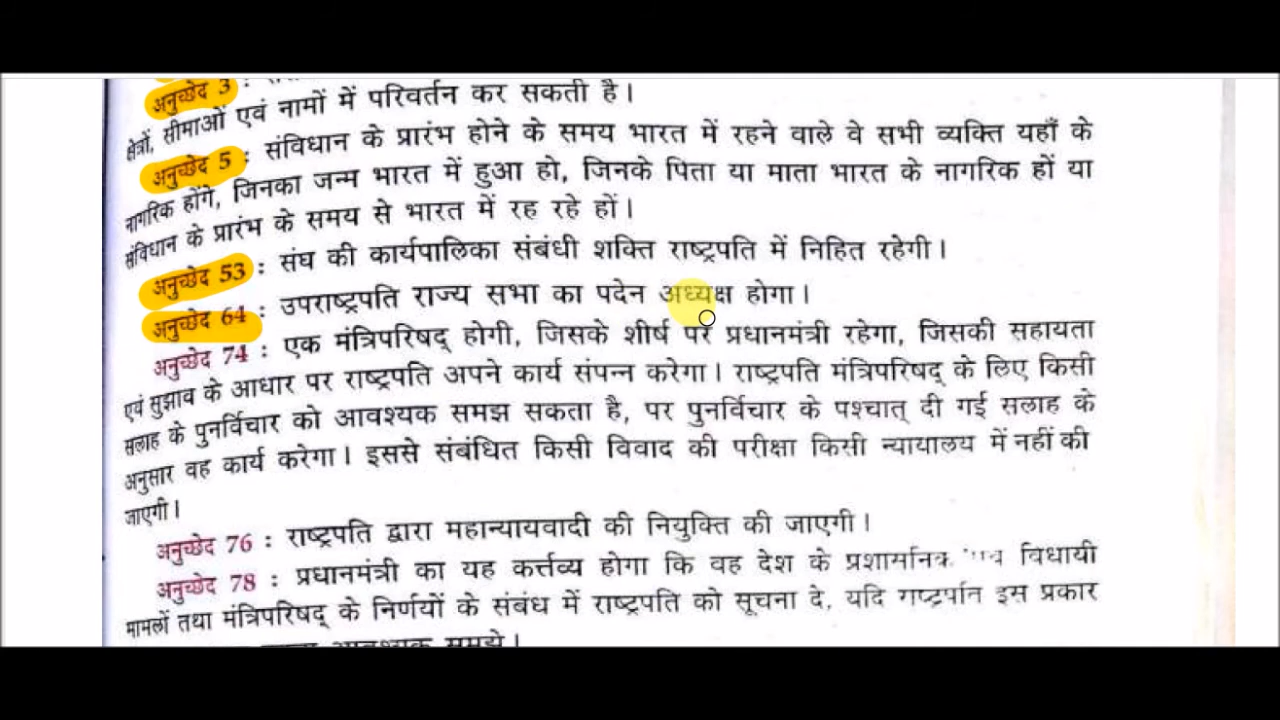 अनुच्छेद 3 :
क्षेत्रों, सीमाओं एवं नामों में परिवर्तन कर सकती है।
अनुच्छेद 5 : संविधान के प्रारंभ होने के समय भारत में रहने वाले वे सभी व्यक्ति यहाँ के
नागरिक होंगे, जिनका जन्म भारत में हुआ हो, जिनके पिता या माता भारत के नागरिक हों या
संविधान के प्रारंभ के समय से भारत में रह रहे हों।
अनुच्छेद 53 : संघ की कार्यपालिका संबंधी शक्ति राष्ट्रपति में निहित रहेगी।
अनुच्छेद 64 : उपराष्ट्रपति राज्य सभा का पदेन अध्यक्ष होगा।
अनुच्छेद 74 : एक मंत्रिपरिषद् होगी, जिसके शीर्ष पर प्रधानमंत्री रहेगा, जिसकी सहायता
एवं सुझाव के आधार पर राष्ट्रपति अपने कार्य संपन्न करेगा। राष्ट्रपति मंत्रिपरिषद् के लिए किसी
सलाह के पुनर्विचार को आवश्यक समझ सकता है, पर पुनर्विचार के पश्चात् दी गई सलाह के
अनुसार वह कार्य करेगा। इससे संबंधित किसी विवाद की परीक्षा किसी न्यायालय में नहीं की
जाएगी।
अनुच्छेद 76 : राष्ट्रपति द्वारा महान्यायवादी की नियुक्ति की जाएगी।
अनुच्छेद 78 : प्रधानमंत्री का यह कर्त्तव्य होगा कि वह देश के विधायी
मामलों तथा मंत्रिपरिषद् के निर्णयों के संबंध में राष्ट्रपति को सूचना दे, यदि इस प्रकार
आवश्यक समझे।